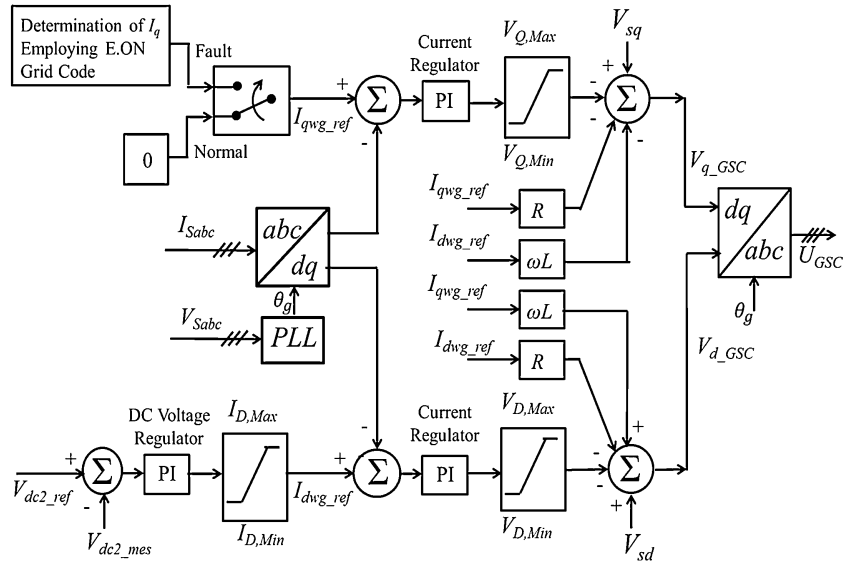 Determination of I_q
Employing E.ON
Grid Code
Fault
0
Normal
I_qwg_ref
+
-
Σ
Current
Regulator
PI
V_Q,Max
V_Q,Min
V_sq
+
-
-
-
Σ
V_q_GSC
I_Sabc
abc
dq
θ_g
V_Sabc
PLL
I_qwg_ref
R
I_dwg_ref
ωL
I_qwg_ref
ωL
I_dwg_ref
R
dq
abc
θ_g
U_GSC
V_d_GSC
DC Voltage
Regulator
+
-
Σ
V_dc2_ref
V_dc2_mes
PI
I_D,Max
I_D,Min
+
-
I_dwg_ref
Σ
Current
Regulator
PI
V_D,Max
V_D,Min
+
-
-
+
Σ
V_sd